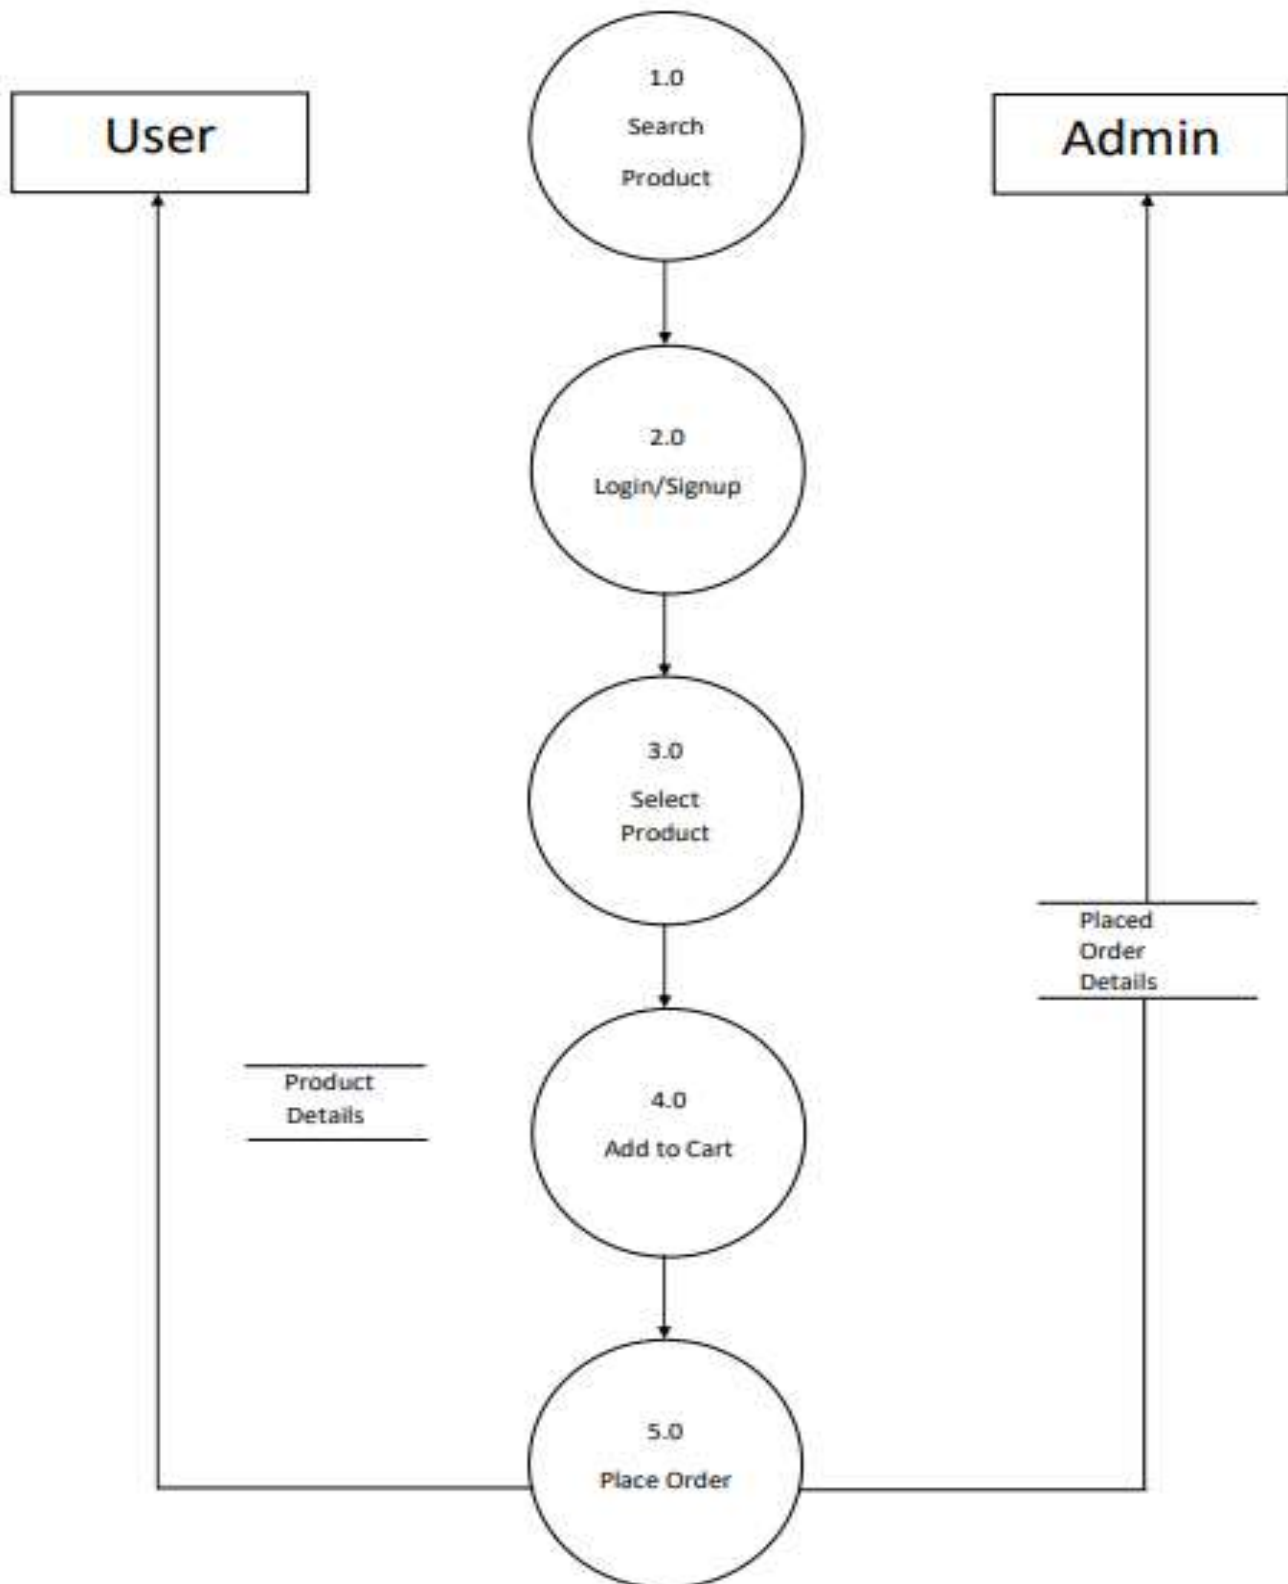 1.0
Search
Product
User
Admin
2.0
Login/Signup
3.0
Select
Product
Placed
Order
Details
Product
Details
4.0
Add to Cart
5.0
Place Order